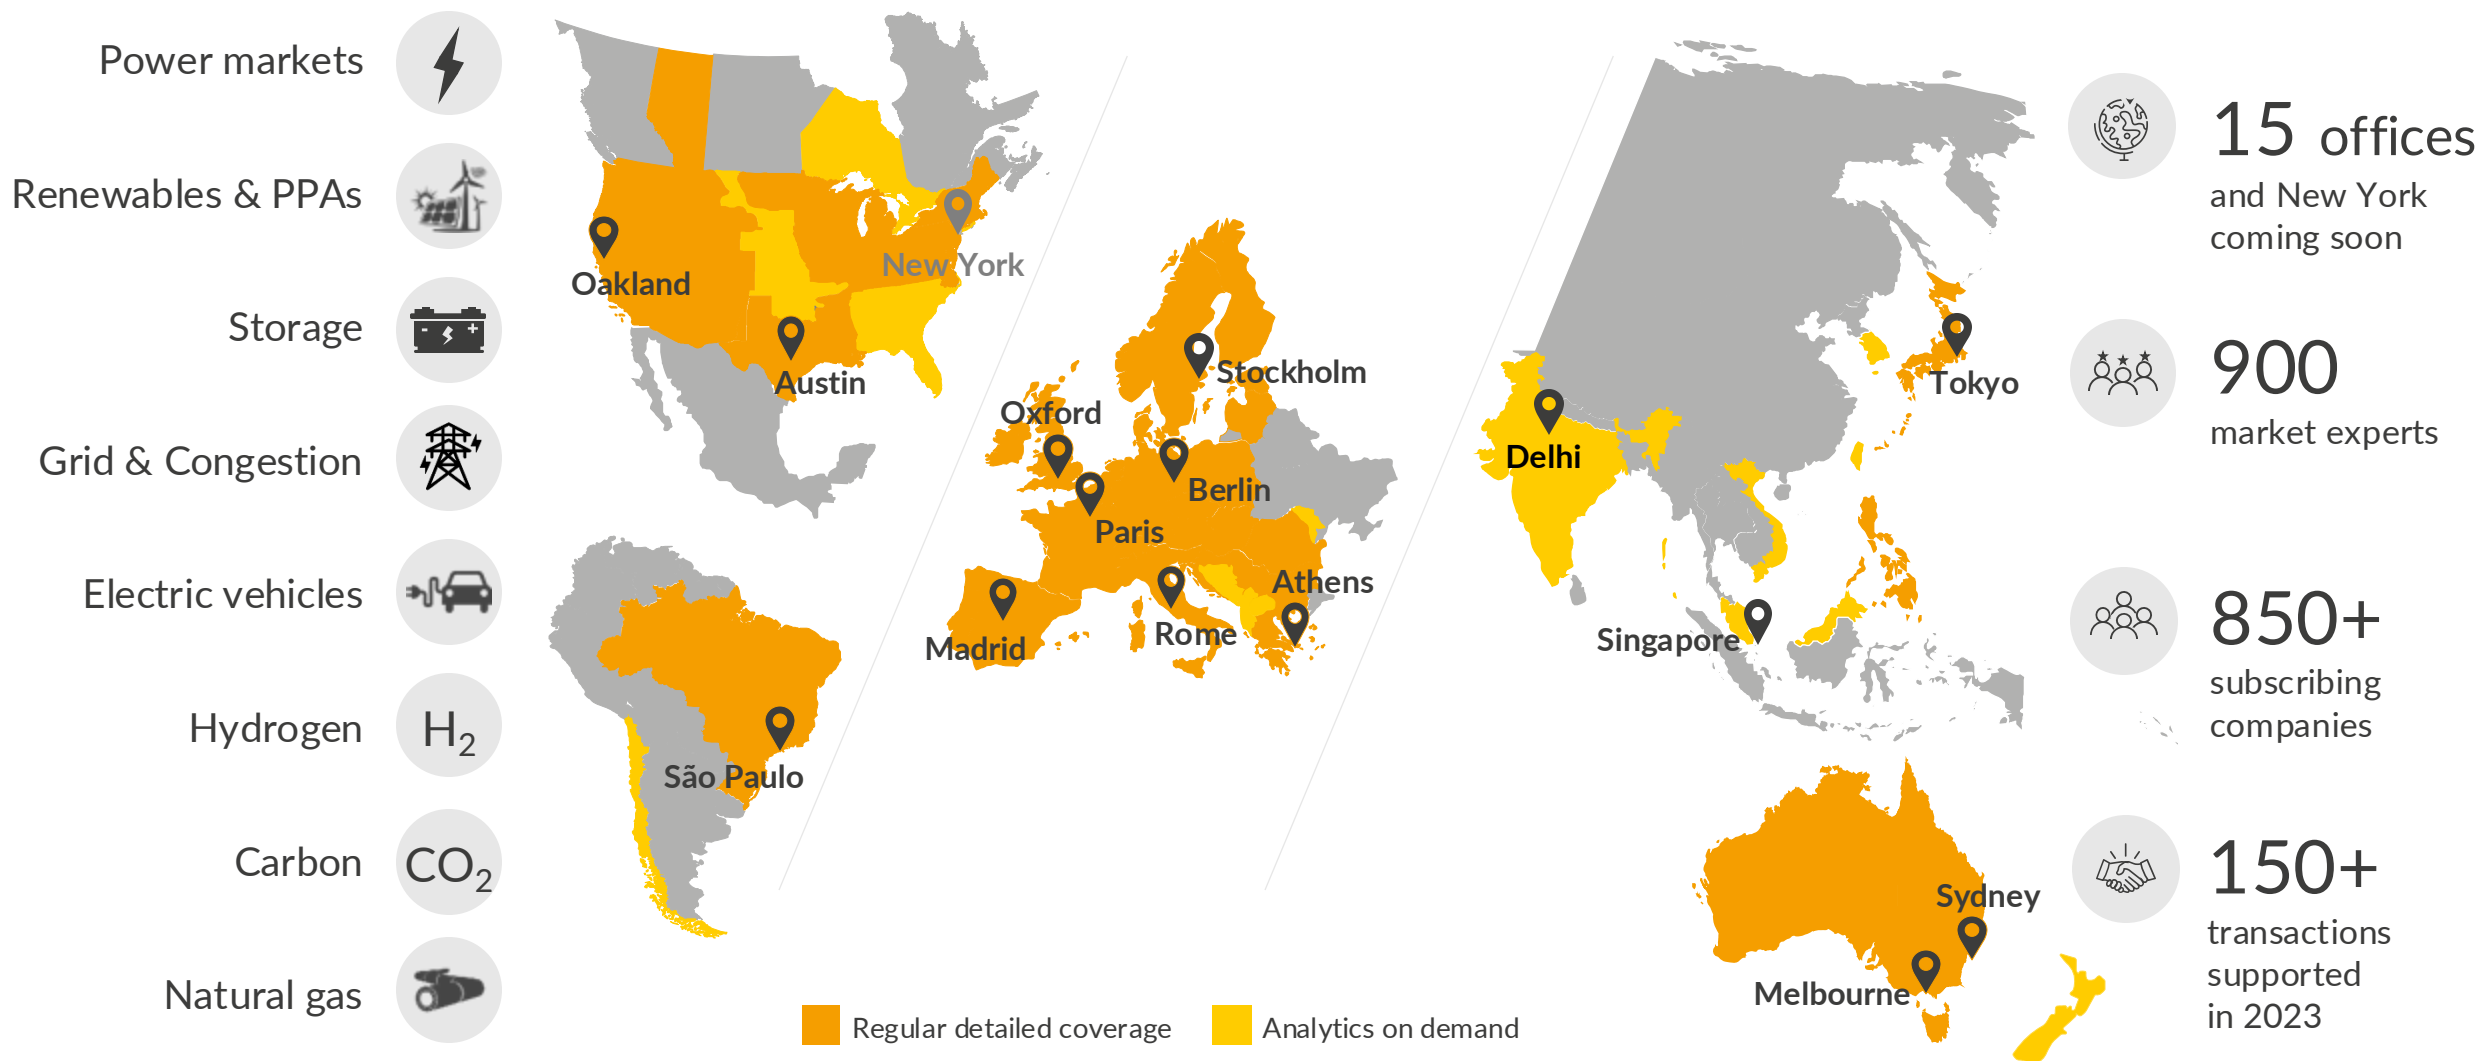 Power markets
Renewables & PPAs
Storage
Grid & Congestion
Electric vehicles
Hydrogen
H2
Carbon
CO2
Natural gas
Oakland
New York
Austin
São Paulo
Stockholm
Oxford
Berlin
Paris
Athens
Madrid
Rome
Delhi
Tokyo
Singapore
Sydney
Melbourne
Regular detailed coverage
Analytics on demand
15 offices
and New York
coming soon
900
market experts
850+
subscribing
companies
150+
transactions
supported
in 2023